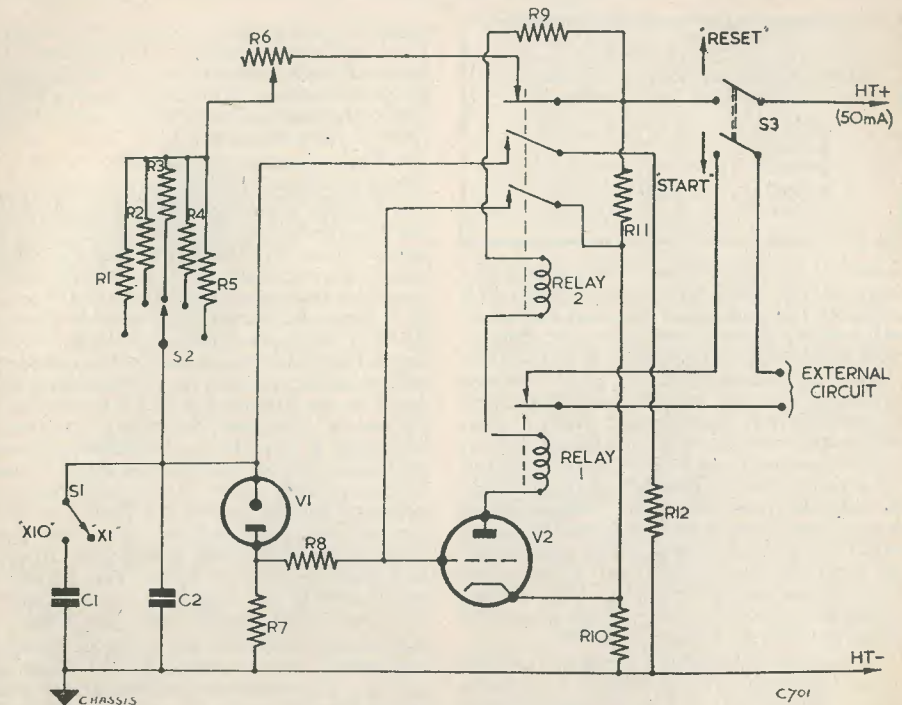 R9
R6
"RESET"
HT+
(50mA)
S3
"START"
R3
R2
R4
R1
R5
R11
RELAY
2
S2
EXTERNAL
CIRCUIT
RELAY
1
S1
"X10"
"X1"
V1
R12
V2
R8
C1
C2
R7
R10
HT-
CHASSIS
C701